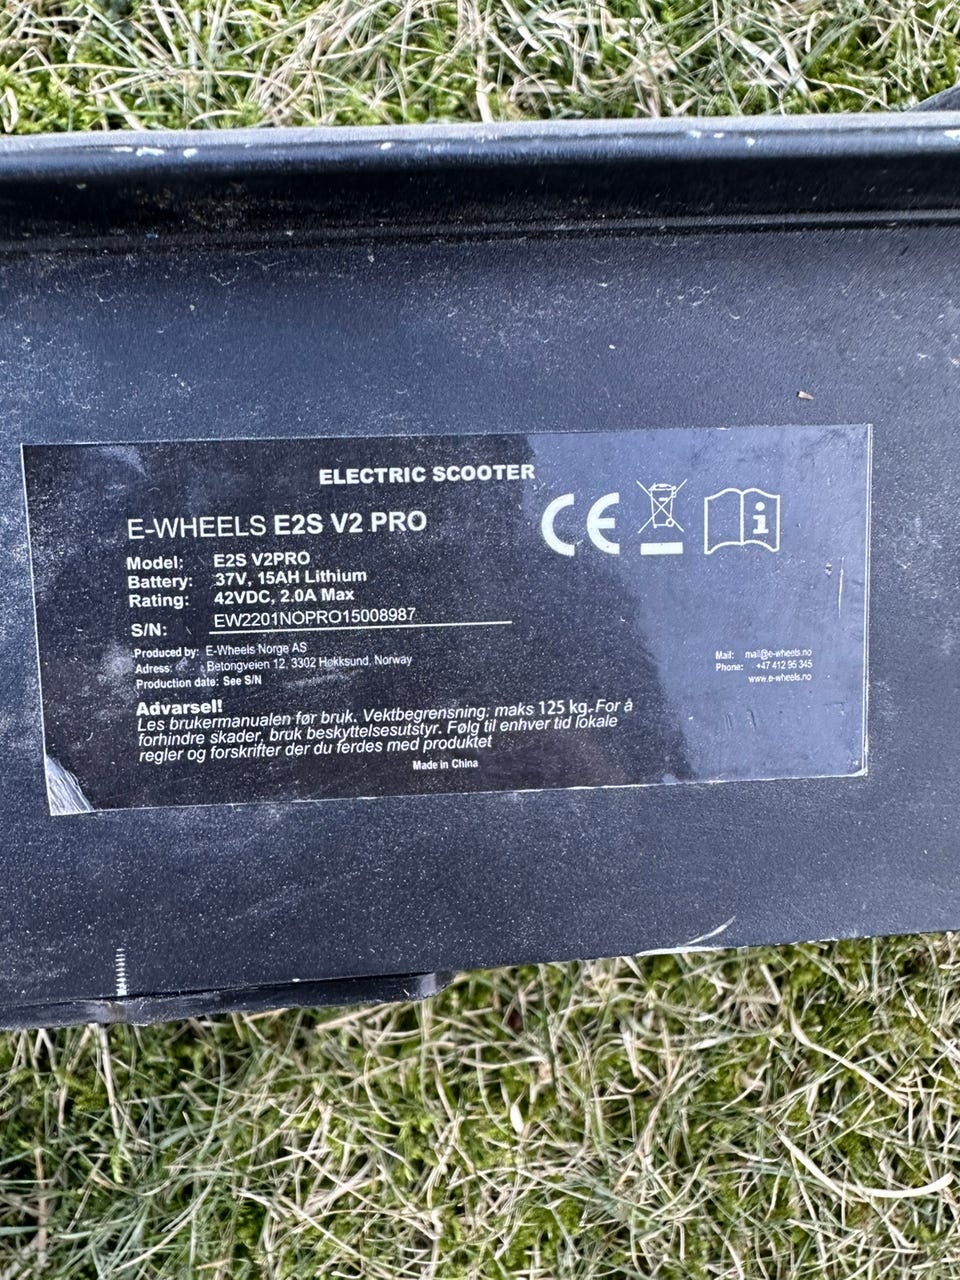 ELECTRIC SCOOTER
E-WHEELS E2S V2 PRO
CE
i
Model: E2S V2PRO
Battery: 37V, 15AH Lithium
Rating: 42VDC, 2.0A Max
S/N: EW2201NOPRO15008987
Produced by: E-Wheels Norge AS
Adress: Betongveien 12, 3302 Hokksund, Norway
Production date: See S/N
Mail: mail@e-wheels.no
Phone: +47 412 95 345
www.e-wheels.no
Advarsel!
Les brukermanualen før bruk. Vektbegrensning: maks 125 kg. For å
forhindre skader, bruk beskyttelsesutstyr. Følg til enhver tid lokale
regler og forskrifter der du ferdes med produktet
Made in China